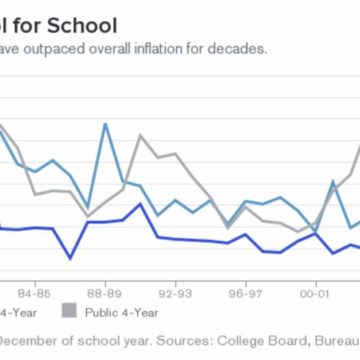 l for School
ave outpaced overall inflation for decades.
84-85 88-89 92-93 96-97 00-01
4-Year Public 4-Year
December of school year. Sources: College Board, Bureau